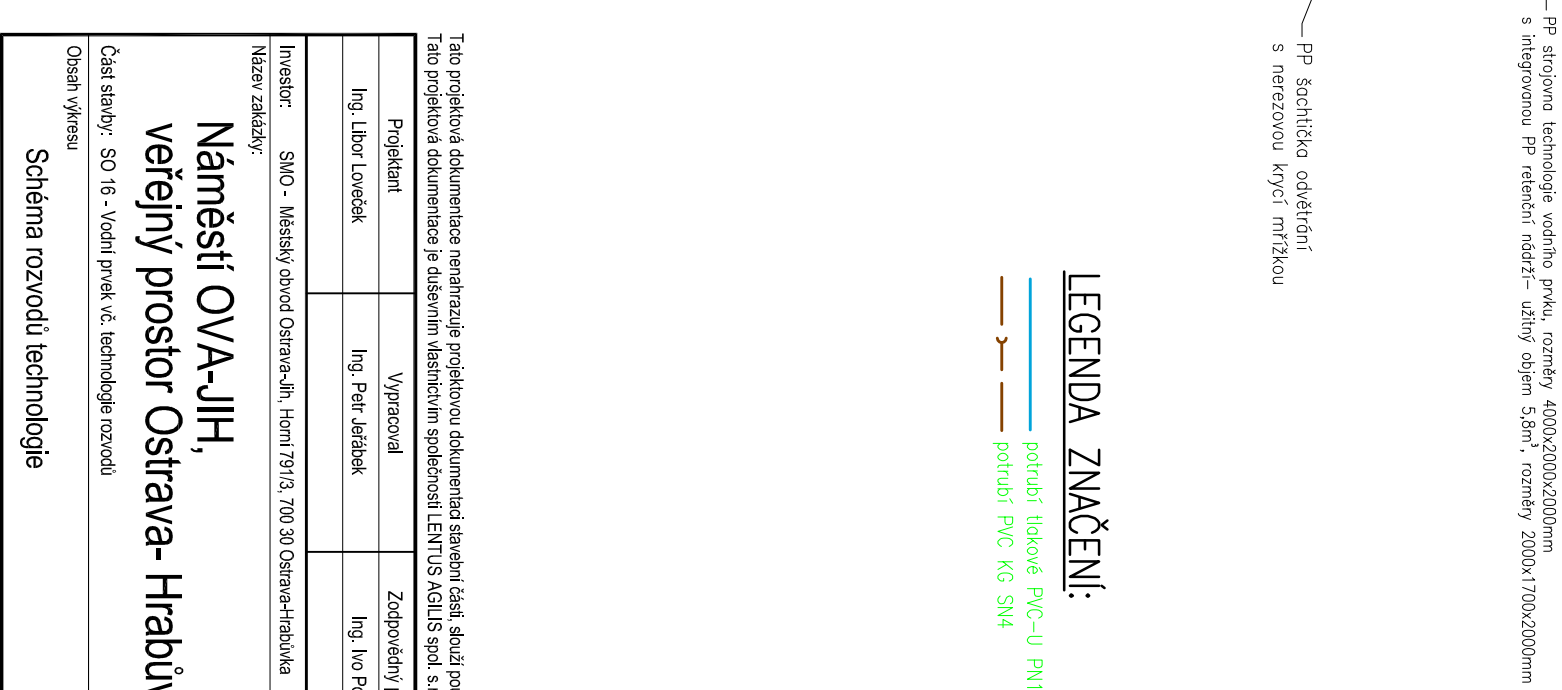 PP strojovna technologie vodního prvku, rozměry 4000x2000x2000mm
s integrovanou PP retenční nádrží- užitný objem 5,8m³, rozměry 2000x1700x2000mm
PP šachtička odvětrání
s nerezovou krycí mřížkou
LEGENDA ZNAČENÍ:
potrubí tlakové PVC-U PN1
potrubí PVC KG SN4
Tato projektová dokumentace nenahrazuje projektovou dokumentaci stavební části, slouží
Tato projektová dokumentace je duševním vlastnictvím společnosti LENTUS AGILIS spol. s.r
Projektant Vypracoval Zodpovědný
Ing. Libor Loveček Ing. Petr Jeřábek Ing. Ivo
Investor: SMO - Městský obvod Ostrava-Jih, Horní 791/3, 700 30 Ostrava-Hrabůvka
Název zakázky:
Náměstí OVA-JIH,
veřejný prostor Ostrava- Hrabův
Část stavby: SO 16 - Vodní prvek vč. technologie rozvodů
Obsah výkresu
Schéma rozvodů technologie